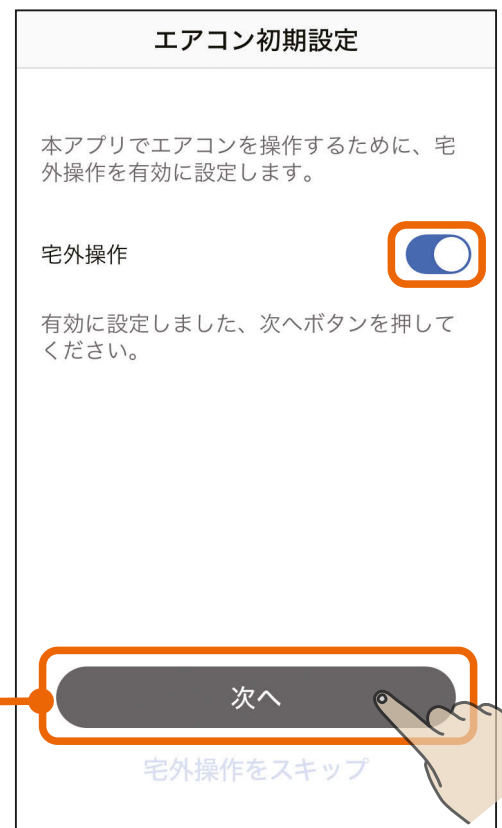 エアコン初期設定
本アプリでエアコンを操作するために、宅
外操作を有効に設定します。
宅外操作
有効に設定しました、次へボタンを押して
ください。
次へ
宅外操作をスキップ